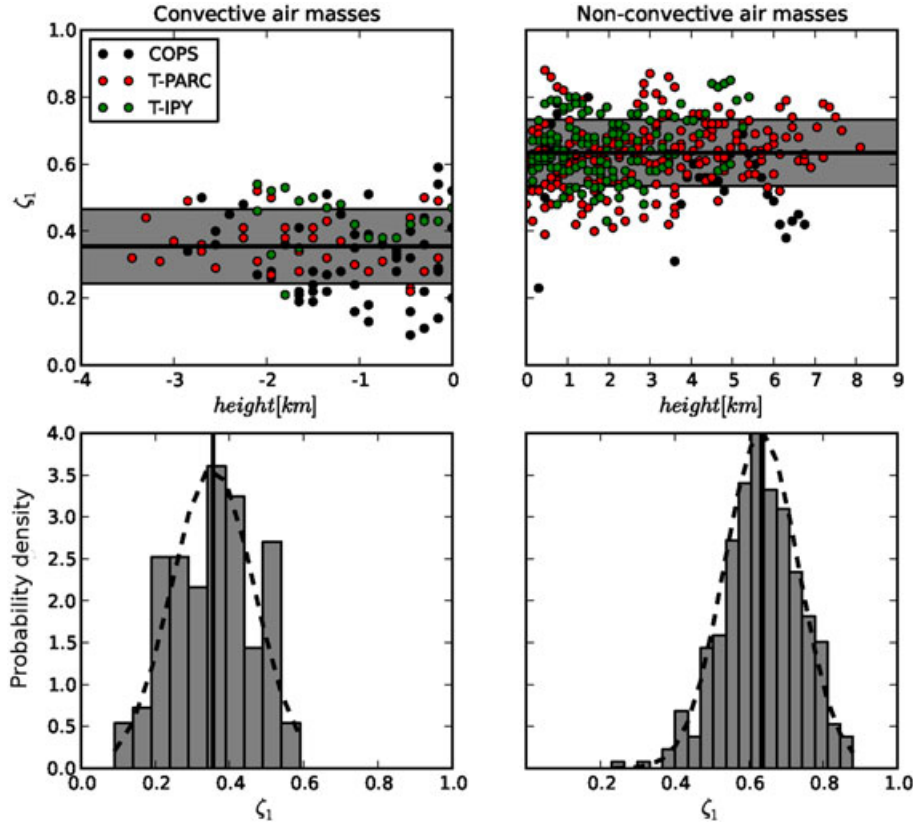 Convective air masses
Non-convective air masses
1.0
0.8
0.6
0.4
0.2
0.0
ζ₁
COPS
T-PARC
T-IPY
-4 -3 -2 -1 0
0 1 2 3 4 5 6 7 8 9
height[km]
height[km]
4.0
3.5
3.0
2.5
2.0
1.5
1.0
0.5
0.0
Probability density
0.0 0.2 0.4 0.6 0.8 1.0
0.2 0.4 0.6 0.8 1.0
ζ₁
ζ₁